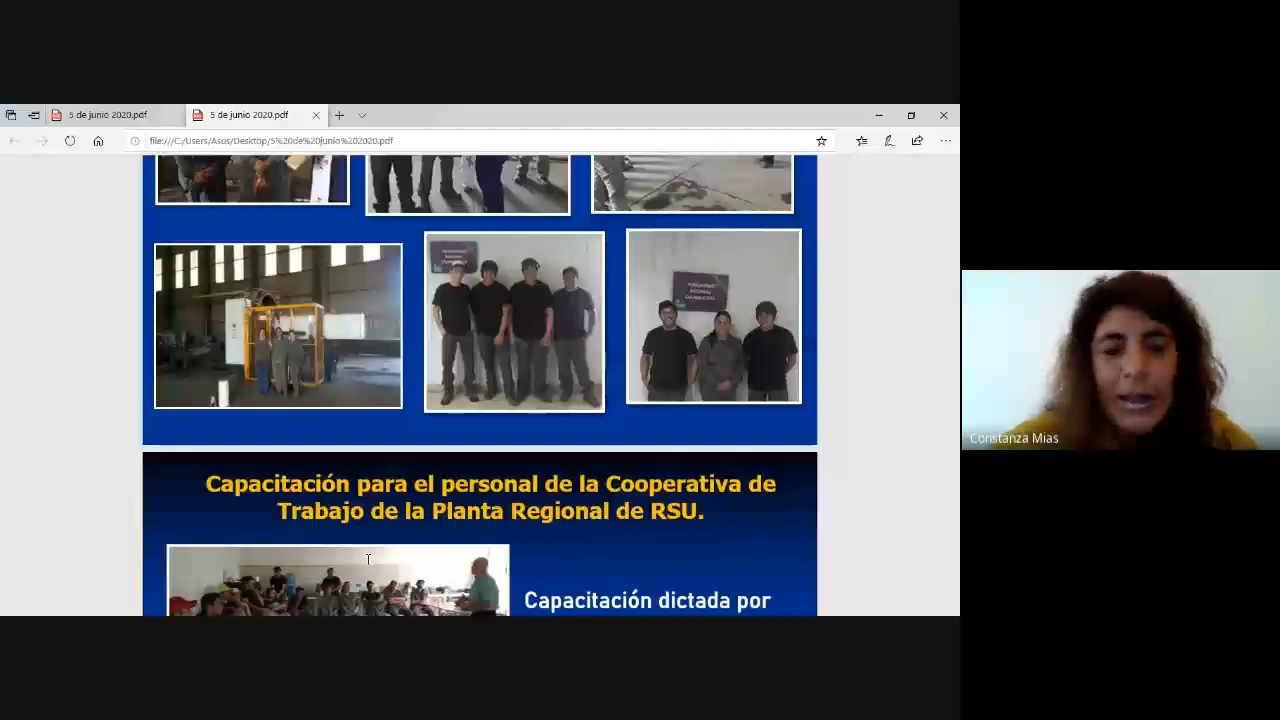 5 de junio 2020.pdf
5 de junio 2020.pdf
file:///C:/Users/Asus/Desktop/5%20de%20junio%202020.pdf
Capacitación para el personal de la Cooperativa de
Trabajo de la Planta Regional de RSU.
Capacitación dictada por
Constanza Mias